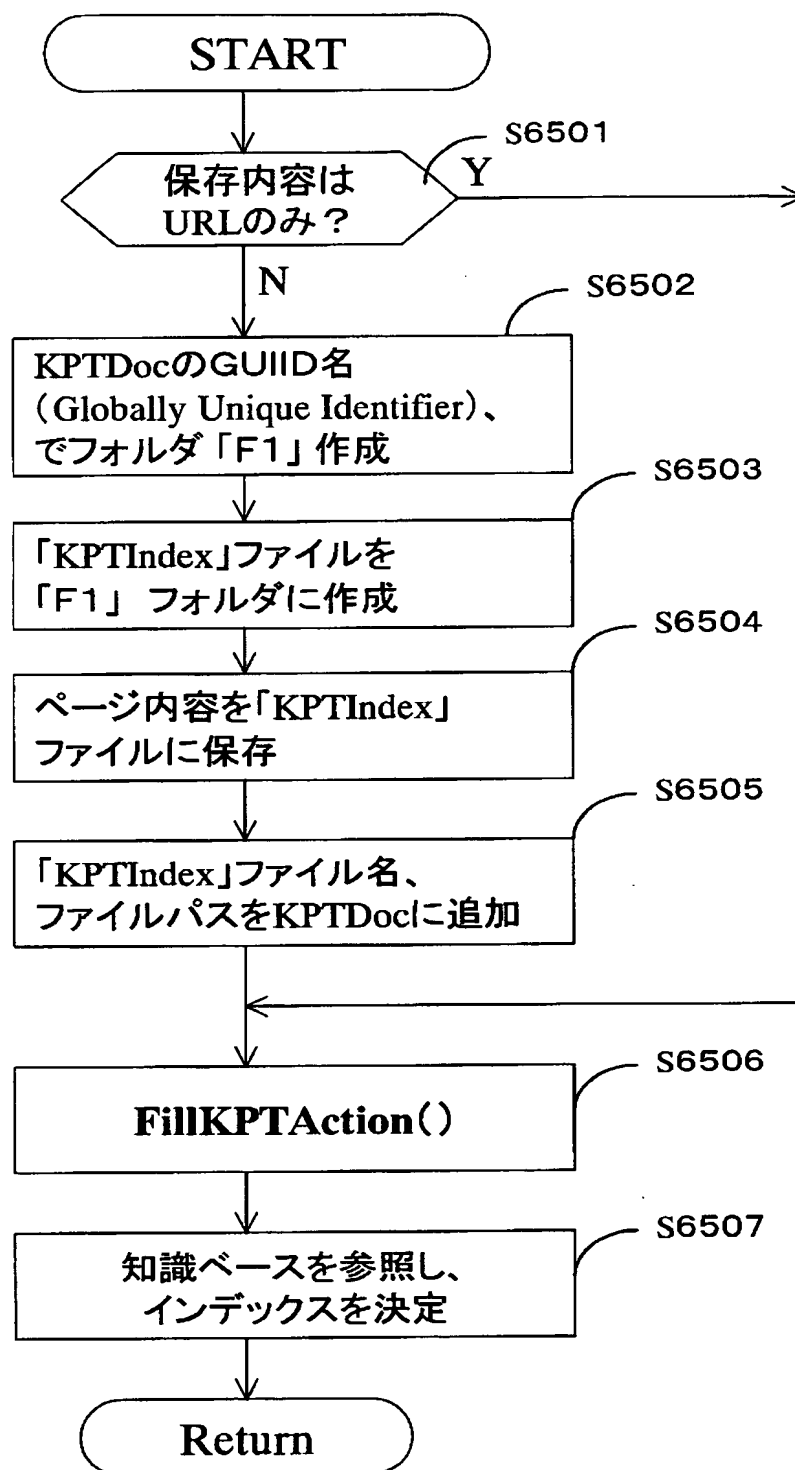 START
S6501
保存内容は
URLのみ？
Y
N
S6502
KPTDocのGUIID名
（Globally Unique Identifier）、
でフォルダ「F1」作成
S6503
「KPTIndex」ファイルを
「F1」 フォルダに作成
S6504
ページ内容を「KPTIndex」
ファイルに保存
S6505
「KPTIndex」ファイル名、
ファイルパスをKPTDocに追加
S6506
FillKPTAction()
S6507
知識ベースを参照し、
インデックスを決定
Return